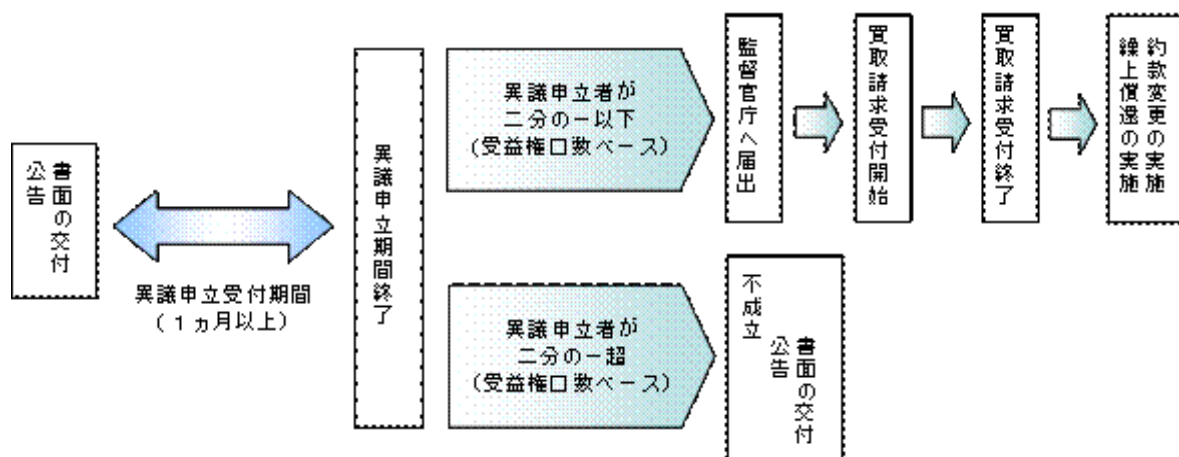 書面の交付
公告
異議申立受付期間
（１ヵ月以上）
異議申立期間終了
異議申立者が
二分の一以下
（受益権口数ベース）
監督官庁へ届出
買取請求受付開始
買取請求受付終了
約款変更の実施
繰上償還の実施
異議申立者が
二分の一超
（受益権口数ベース）
不成立
書面の交付
公告